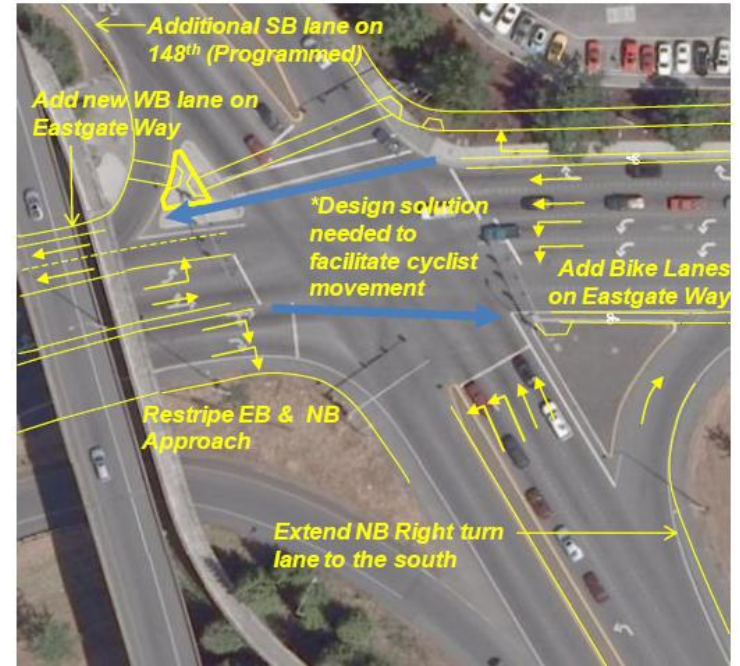 Additional SB lane on
148th (Programmed)
Add new WB lane on
Eastgate Way
*Design solution
needed to
facilitate cyclist
movement
Add Bike Lanes
on Eastgate Way
Restripe EB & NB
Approach
Extend NB Right turn
lane to the south